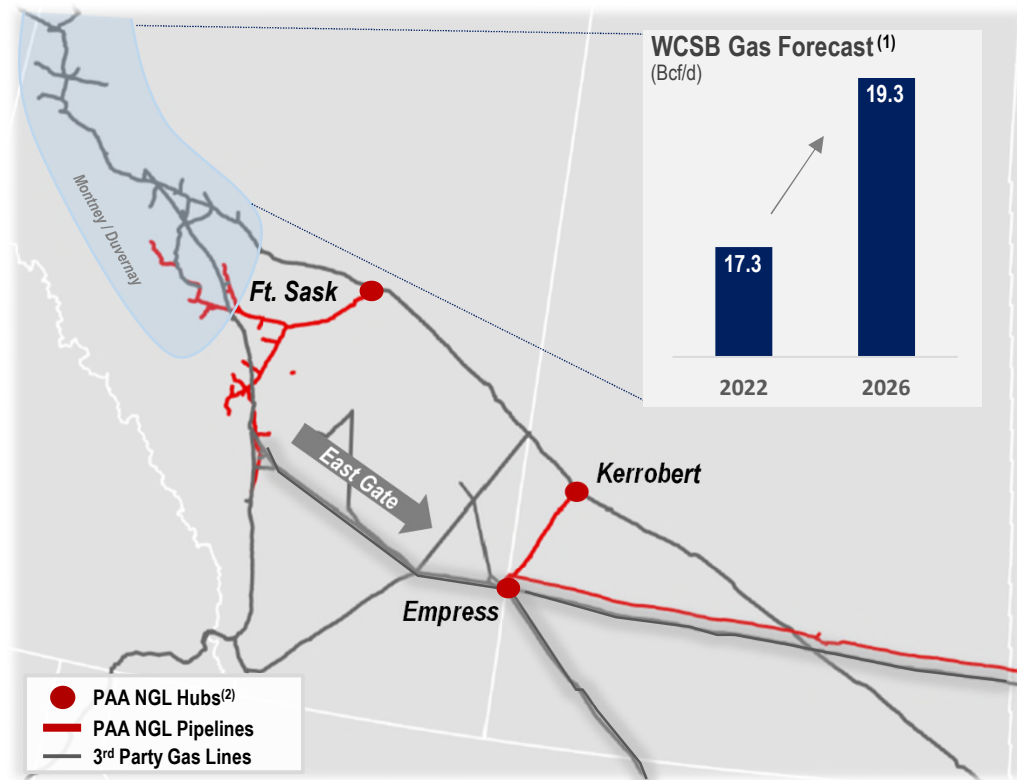 WCSB Gas Forecast (1)
(Bcf/d)
19.3
17.3
2022
2026
Montney / Duvernay
Ft. Sask
East Gate
Kerrobert
Empress
PAA NGL Hubs(2)
PAA NGL Pipelines
3rd Party Gas Lines